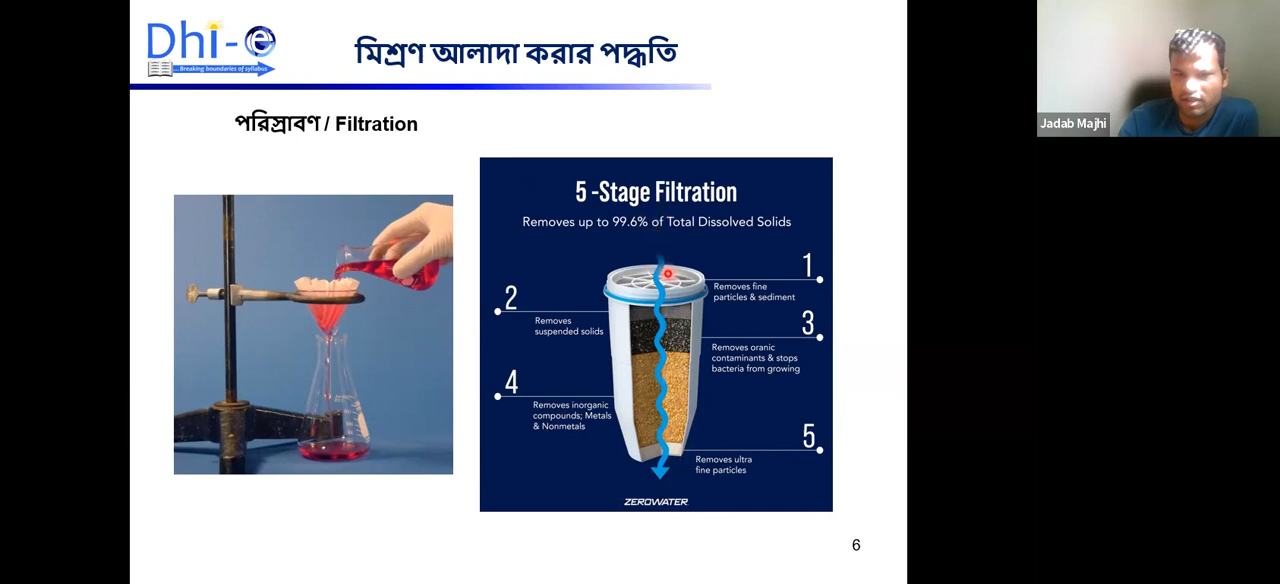 Dhi-e
... Breaking boundaries of syllabus
মিশ্রণ আলাদা করার পদ্ধতি
পরিস্রাবণ / Filtration
5 -Stage Filtration
Removes up to 99.6% of Total Dissolved Solids
1
Removes fine
particles & sediment
2
Removes
suspended solids
3
Removes oranic
contaminants & stops
bacteria from growing
4
Removes inorganic
compounds; Metals
& Nonmetals
5
Removes ultra
fine particles
ZEROWATER
6
Jadab Majhi